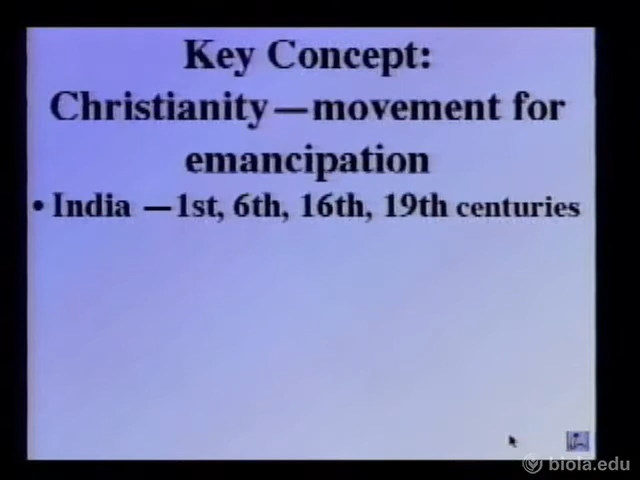 Key Concept:
Christianity—movement for
emancipation
• India —1st, 6th, 16th, 19th centuries
biola.edu